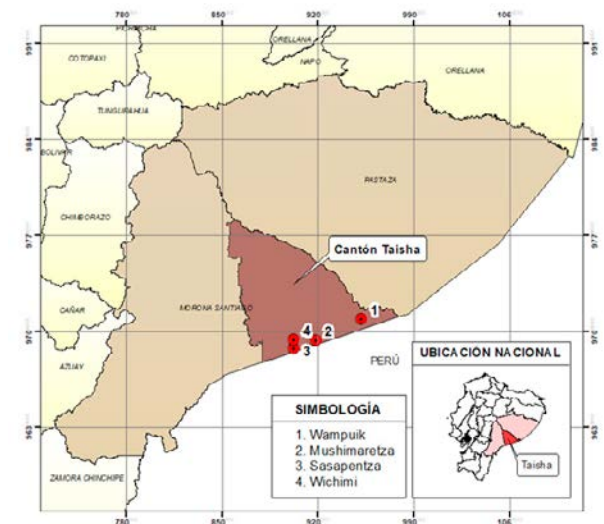 780 850 920 990 106
991
984
977
970
963
PICHINCHA
COTOPAXI
ORELLANA
NAPO
ORELLANA
TUNGURAHUA
BOLIVAR
PASTAZA
CHIMBORAZO
Cantón Taisha
CAÑAR
MORONA SANTIAGO
1
4 2
3
PERÚ
AZUAY
ZAMORA CHINCHIPE
SIMBOLOGÍA
1. Wampuik
2. Mushimaretza
3. Sasapentza
4. Wichimi
UBICACIÓN NACIONAL
Taisha
780 850 920 990 106